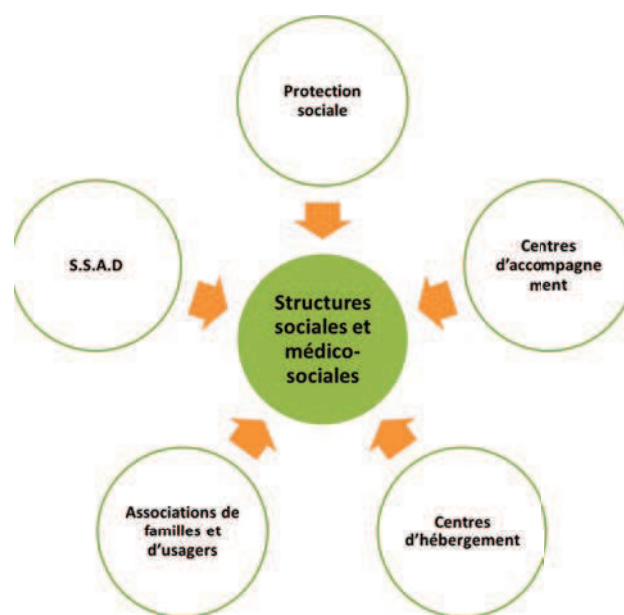 Protection
sociale
Centres
d'accompagne
ment
Centres
d'hébergement
Associations de
familles et
d'usagers
S.S.A.D
Structures
sociales et
médico-
sociales